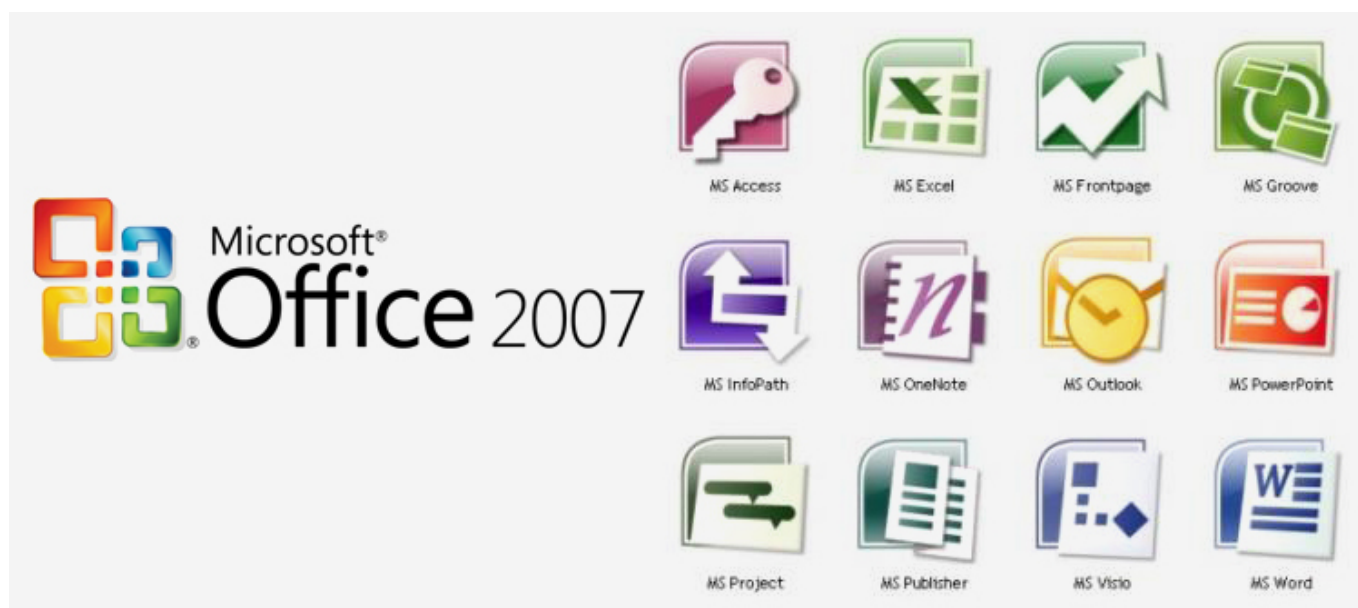 Microsoft®
Office 2007
®
MS Access
MS Excel
MS Frontpage
MS Groove
MS InfoPath
MS OneNote
MS Outlook
MS PowerPoint
MS Project
MS Publisher
MS Visio
MS Word